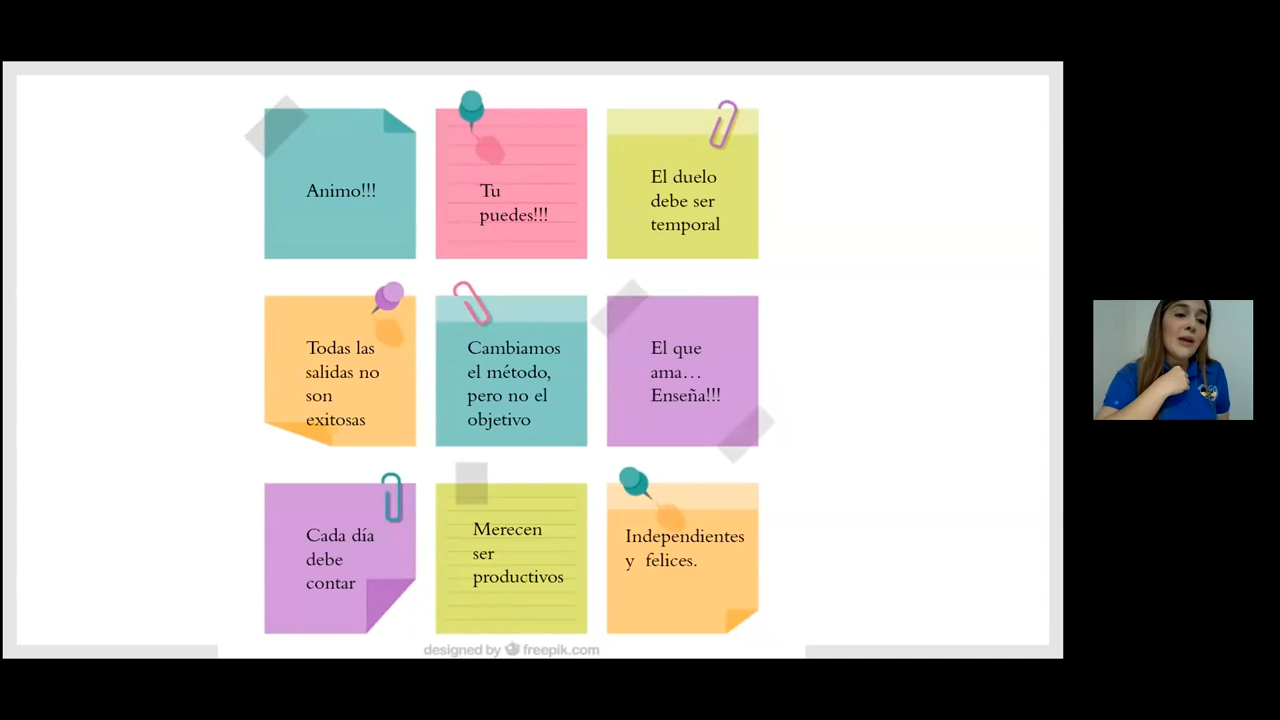 Animo!!!
Tu
puedes!!!
El duelo
debe ser
temporal
Todas las
salidas no
son
exitosas
Cambiamos
el método,
pero no el
objetivo
El que
ama…
Enseña!!!
Cada día
debe
contar
Merecen
ser
productivos
Independientes
y felices.
designed by freepik.com